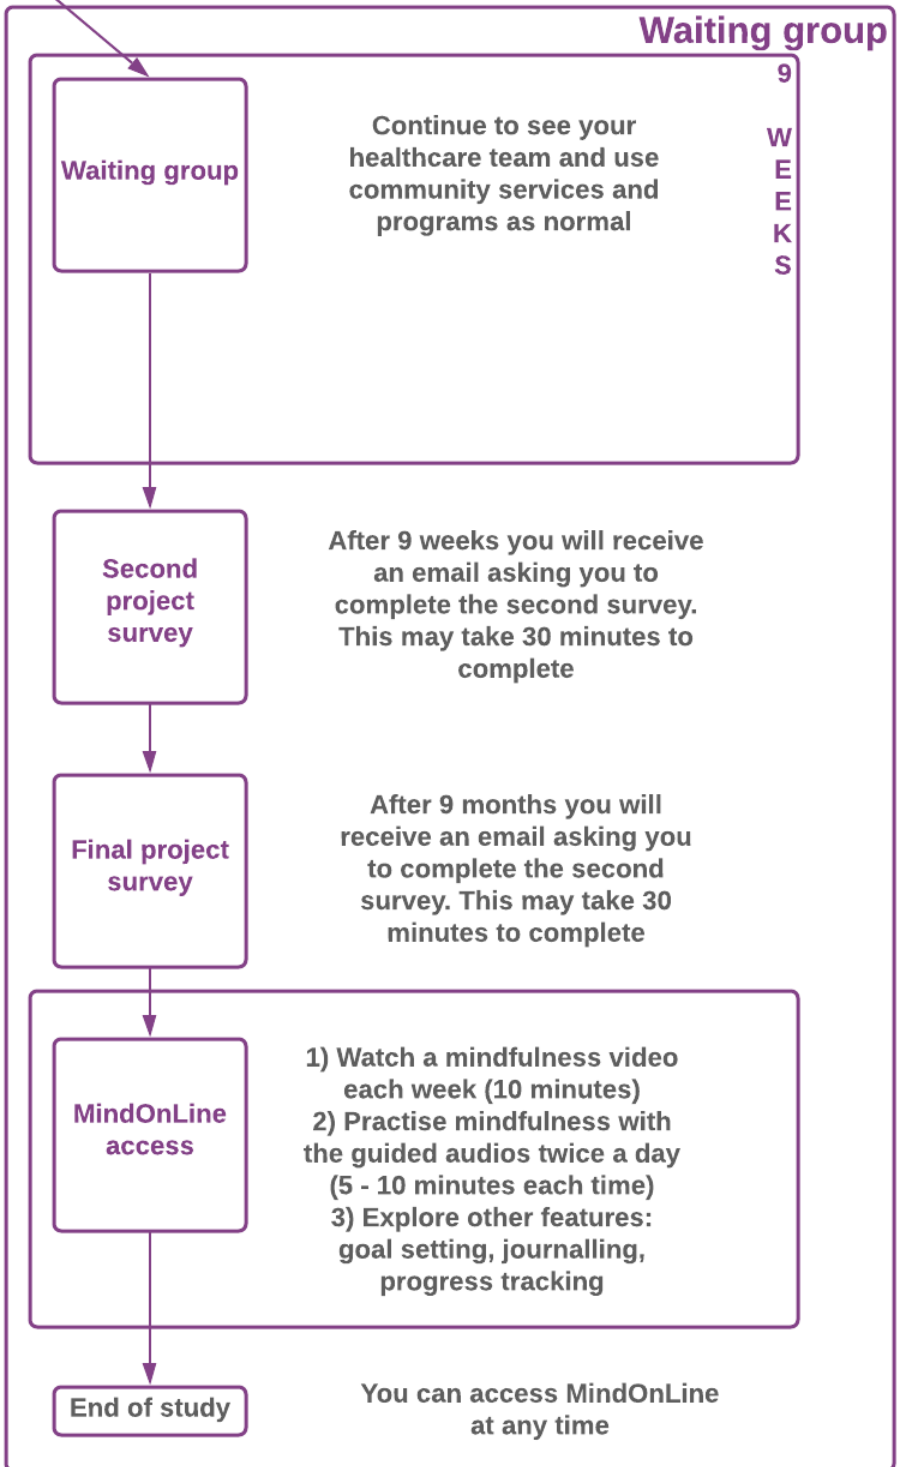 Waiting group
9
W
E
E
K
S
Waiting group
Continue to see your
healthcare team and use
community services and
programs as normal
Second
project
survey
After 9 weeks you will receive
an email asking you to
complete the second survey.
This may take 30 minutes to
complete
Final project
survey
After 9 months you will
receive an email asking you
to complete the second
survey. This may take 30
minutes to complete
MindOnLine
access
1) Watch a mindfulness video
each week (10 minutes)
2) Practise mindfulness with
the guided audios twice a day
(5 - 10 minutes each time)
3) Explore other features:
goal setting, journalling,
progress tracking
End of study
You can access MindOnLine
at any time